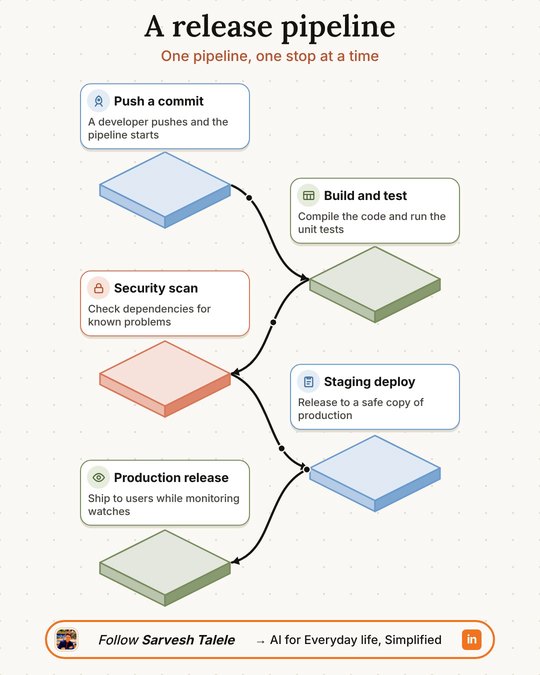 A release pipeline
One pipeline, one stop at a time
Push a commit
A developer pushes and the
pipeline starts
Build and test
Compile the code and run the
unit tests
Security scan
Check dependencies for
known problems
Staging deploy
Release to a safe copy of
production
Production release
Ship to users while monitoring
watches
Follow Sarvesh Talele → AI for Everyday life, Simplified in